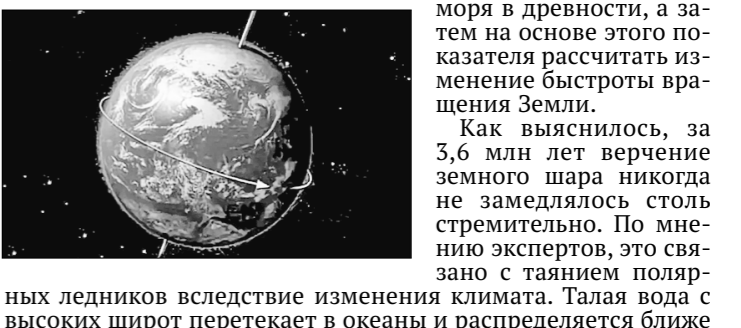 моря в древности, а за-
тем на основе этого по-
казателя рассчитать из-
менение быстроты вра-
щения Земли.
Как выяснилось, за
3,6 млн лет верчение
земного шара никогда
не замедлялось столь
стремительно. По мне-
нию экспертов, это свя-
зано с таянием поляр-
ных ледников вследствие изменения климата. Талая вода с
высоких широт перетекает в океаны и распределяется ближе